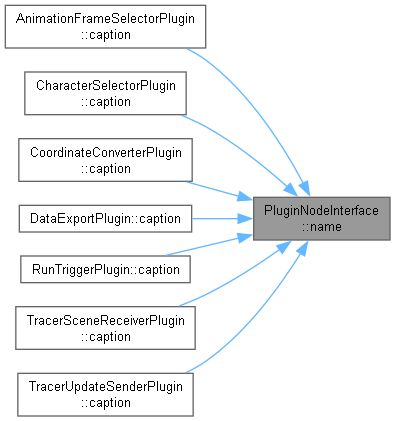 AnimationFrameSelectorPlugin
::caption
CharacterSelectorPlugin
::caption
CoordinateConverterPlugin
::caption
DataExportPlugin::caption
RunTriggerPlugin::caption
TracerSceneReceiverPlugin
::caption
TracerUpdateSenderPlugin
::caption
PluginNodeInterface
::name